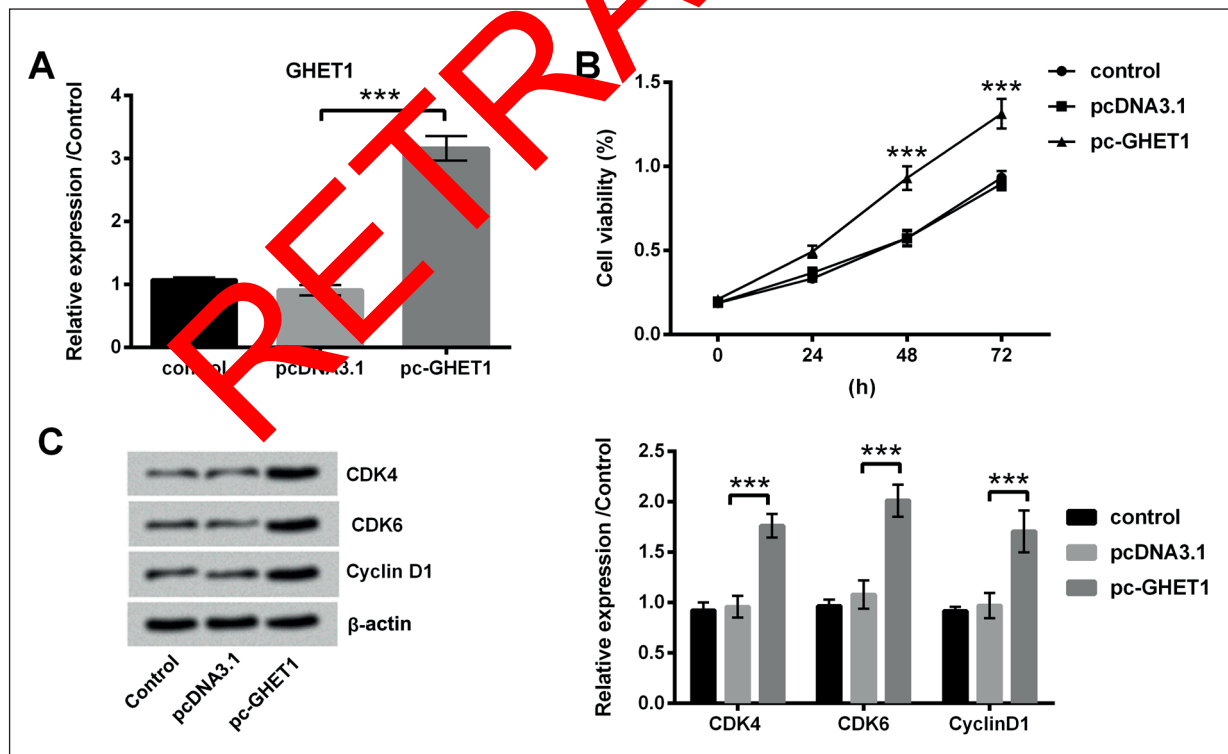 A
GHET1
Relative expression /Control
4
3
2
1
0
***
control
pcDNA3.1
pc-GHET1
B
Cell viability (%)
1.5
1.0
0.5
0.0
***
***
0
24
48
72
(h)
control
pcDNA3.1
pc-GHET1
RETRA
C
CDK4
CDK6
Cyclin D1
β-actin
Control
pcDNA3.1
pc-GHET1
Relative expression /Control
2.5
2.0
1.5
1.0
0.5
0.0
***
***
***
CDK4
CDK6
CyclinD1
control
pcDNA3.1
pc-GHET1